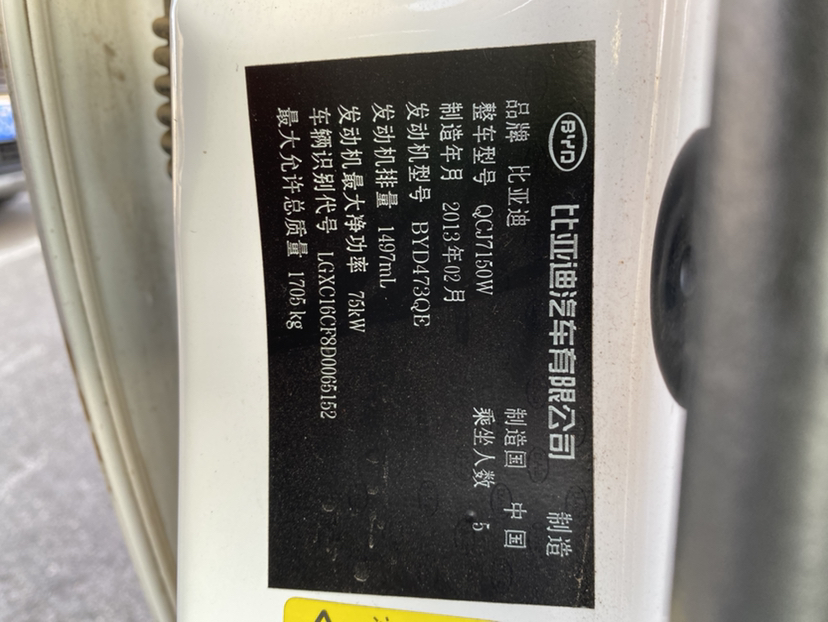 BYD 比亚迪汽车有限公司 制造
品牌 比亚迪 制造国 中国
整车型号 QCJ7150W 乘坐人数 5
制造年月 2013年02月
发动机型号 BYD473QE
发动机排量 1497mL
发动机最大净功率 75kW
车辆识别代号 LGXC16CF8D0065152
最大允许总质量 1705kg